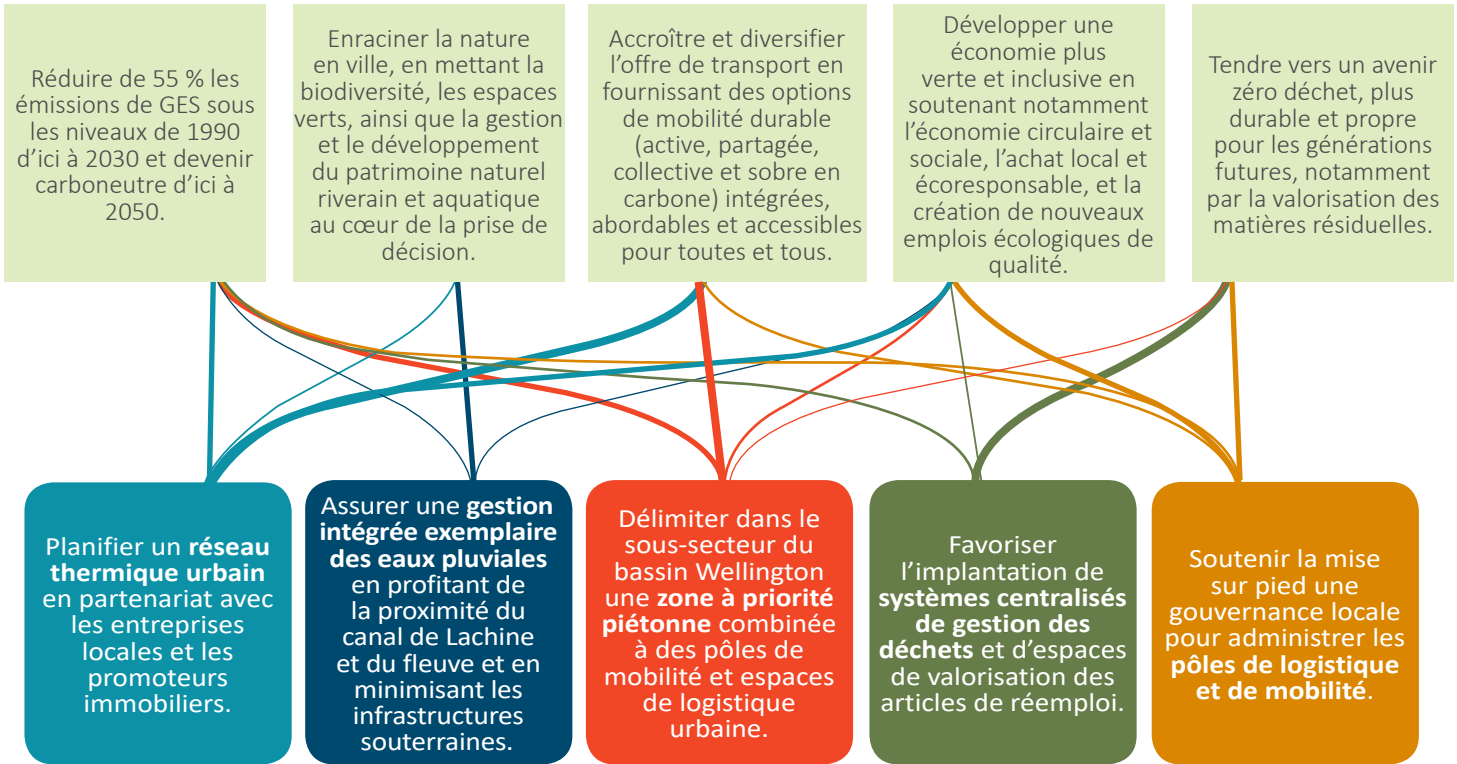 Réduire de 55 % les
émissions de GES sous
les niveaux de 1990
d’ici à 2030 et devenir
carboneutre d’ici à
2050.
Enraciner la nature
en ville, en mettant la
biodiversité, les espaces
verts, ainsi que la gestion
et le développement
du patrimoine naturel
riverain et aquatique
au cœur de la prise de
décision.
Accroître et diversifier
l’offre de transport en
fournissant des options
de mobilité durable
(active, partagée,
collective et sobre en
carbone) intégrées,
abordables et accessibles
pour toutes et tous.
Développer une
économie plus
verte et inclusive en
soutenant notamment
l’économie circulaire et
sociale, l’achat local et
écoresponsable, et la
création de nouveaux
emplois écologiques de
qualité.
Tendre vers un avenir
zéro déchet, plus
durable et propre
pour les générations
futures, notamment
par la valorisation des
matières résiduelles.
Planifier un réseau
thermique urbain
en partenariat avec
les entreprises
locales et les
promoteurs
immobiliers.
Assurer une gestion
intégrée exemplaire
des eaux pluviales
en profitant de
la proximité du
canal de Lachine
et du fleuve et en
minimisant les
infrastructures
souterraines.
Délimiter dans le
sous-secteur du
bassin Wellington
une zone à priorité
piétonne combinée
à des pôles de
mobilité et espaces
de logistique
urbaine.
Favoriser
l’implantation de
systèmes centralisés
de gestion des
déchets et d’espaces
de valorisation des
articles de réemploi.
Soutenir la mise
sur pied une
gouvernance locale
pour administrer les
pôles de logistique
et de mobilité.